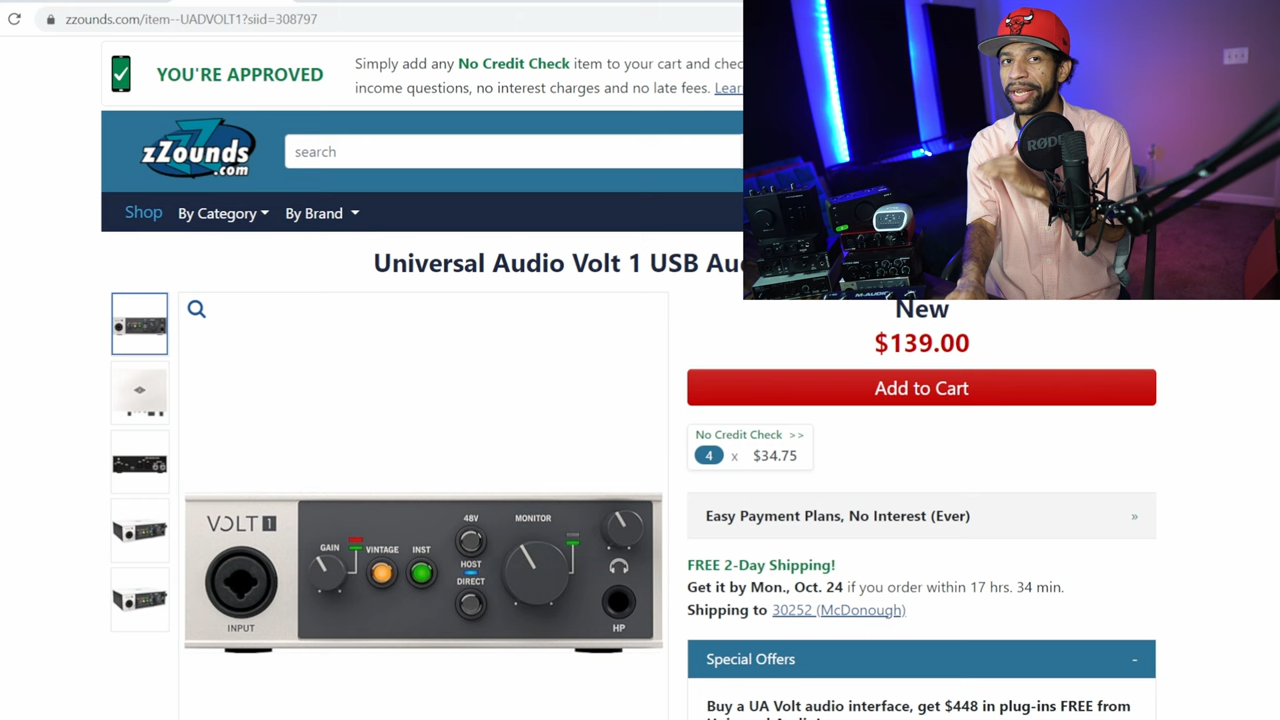 zzounds.com/item--UADVOLT1?siid=308797
YOU'RE APPROVED
Simply add any No Credit Check item to your cart and chec
income questions, no interest charges and no late fees. Lear
zZounds
.com
search
Shop By Category By Brand
Universal Audio Volt 1 USB Au
RØDE
M-AUDIO
New
$139.00
Add to Cart
No Credit Check >>
4 x $34.75
Easy Payment Plans, No Interest (Ever) »
FREE 2-Day Shipping!
Get it by Mon., Oct. 24 if you order within 17 hrs. 34 min.
Shipping to 30252 (McDonough)
Special Offers -
Buy a UA Volt audio interface, get $448 in plug-ins FREE from
VOLT 1
GAIN
VINTAGE
INST
48V
HOST
DIRECT
MONITOR
INPUT
HP